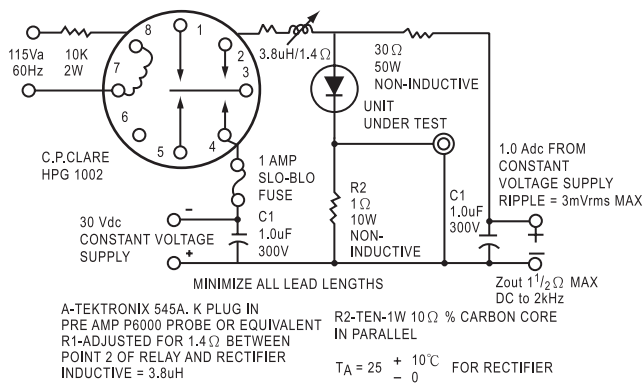 115Va
60Hz
10K
2W
8
1
2
3
4
5
6
7
3.8uH/1.4Ω
30Ω
50W
NON-INDUCTIVE
UNIT
UNDER TEST
C.P.CLARE
HPG 1002
1 AMP
SLO-BLO
FUSE
1.0 Adc FROM
CONSTANT
VOLTAGE SUPPLY
RIPPLE = 3mVrms MAX
30 Vdc
CONSTANT VOLTAGE
SUPPLY
–
+
C1
1.0uF
300V
R2
1Ω
10W
NON-
INDUCTIVE
C1
1.0uF
300V
+
–
MINIMIZE ALL LEAD LENGTHS
Zout 1 1/2 Ω MAX
DC to 2kHz
A-TEKTRONIX 545A. K PLUG IN
PRE AMP P6000 PROBE OR EQUIVALENT
R1-ADJUSTED FOR 1.4Ω BETWEEN
POINT 2 OF RELAY AND RECTIFIER
INDUCTIVE = 3.8uH
R2-TEN-1W 10Ω % CARBON CORE
IN PARALLEL
TA = 25 + 10℃ – 0 FOR RECTIFIER